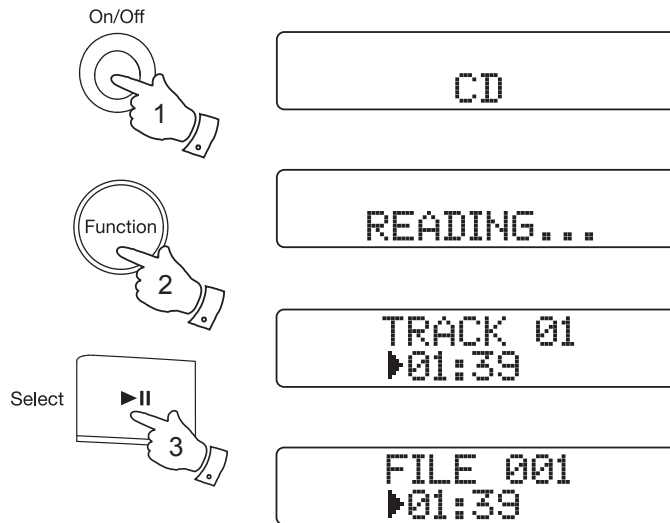 On/Off
1
CD
Function
2
READING...
Select
▶II
3
TRACK 01
▶01:39
FILE 001
▶01:39